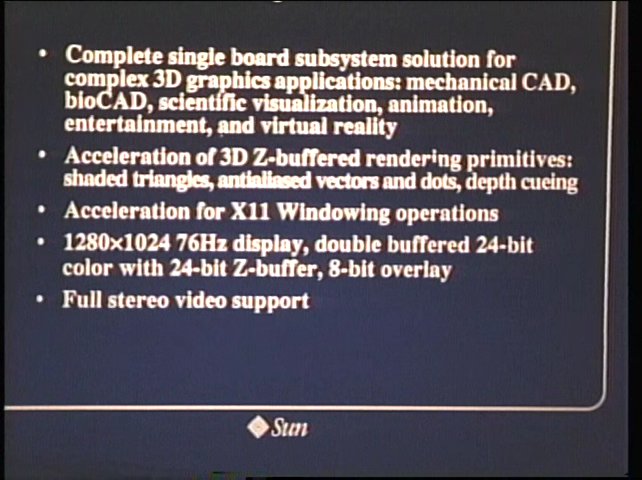 • Complete single board subsystem solution for
complex 3D graphics applications: mechanical CAD,
bioCAD, scientific visualization, animation,
entertainment, and virtual reality
• Acceleration of 3D Z-buffered rendering primitives:
shaded triangles, antialiased vectors and dots, depth cueing
• Acceleration for X11 Windowing operations
• 1280×1024 76Hz display, double buffered 24-bit
color with 24-bit Z-buffer, 8-bit overlay
• Full stereo video support
Sun